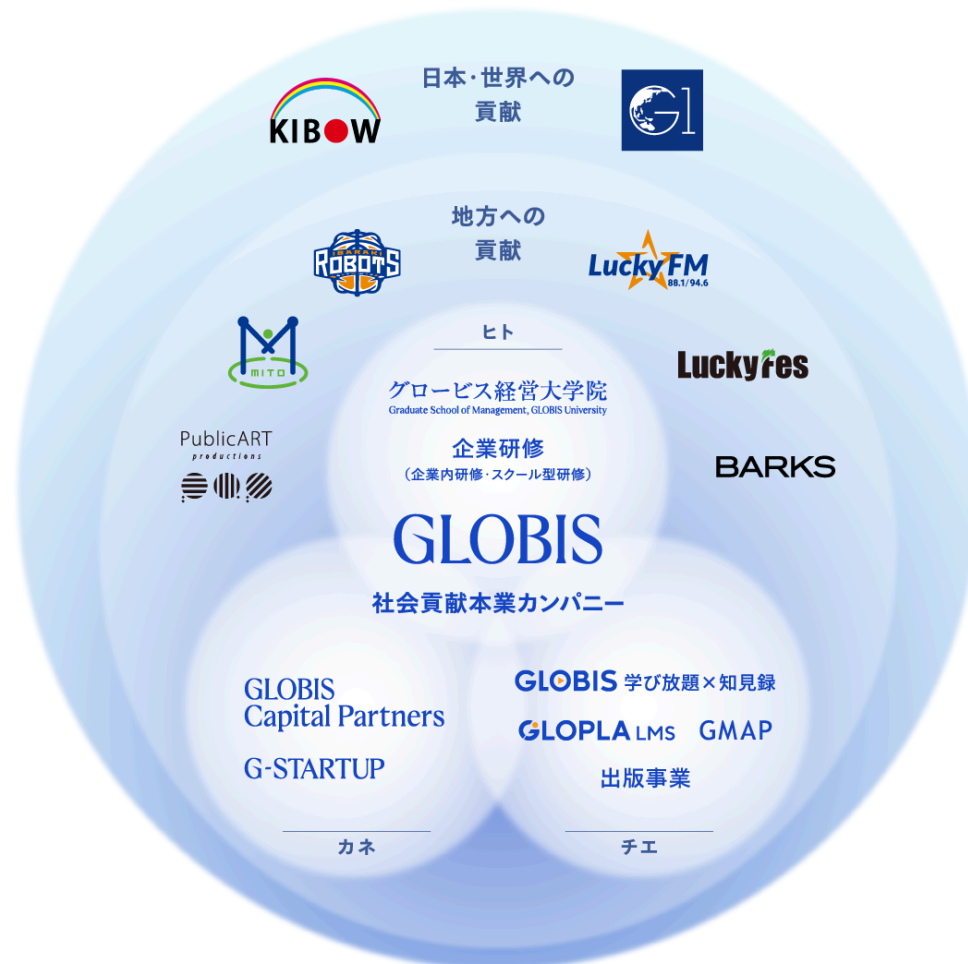 日本・世界への
貢献
KIBOW
G1
地方への
貢献
IBARAKI
ROBOTS
LuckyFM
88.1/94.6
ヒト
MITO
LuckyFes
グロービス経営大学院
Graduate School of Management, GLOBIS University
PublicART
productions
企業研修
(企業内研修・スクール型研修)
BARKS
GLOBIS
社会貢献本業カンパニー
GLOBIS
Capital Partners
G-STARTUP
GLOBIS 学び放題×知見録
GLOPLA LMS GMAP
出版事業
カネ
チエ